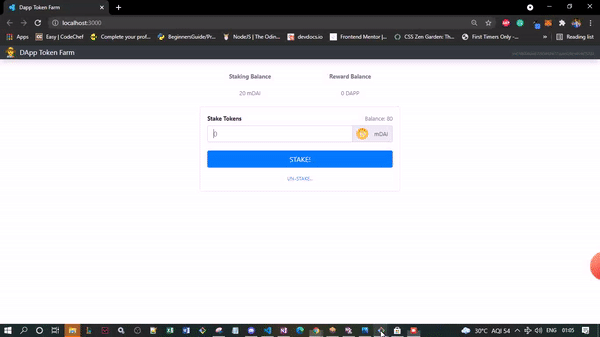 Dapp Token Farm
localhost:3000
Apps
Easy | CodeChef
Complete your prof...
BeginnersGuide/Pr...
NodeJS | The Odin...
devdocs.io
Frontend Mentor |...
CSS Zen Garden: Th...
First Timers Only -...
»
Reading list
DApp Token Farm
Staking Balance
Reward Balance
20 mDAI
0 DAPP
Stake Tokens
Balance: 80
0
mDAI
STAKE!
UN-STAKE...
30°C AQI 54
ENG
01:05